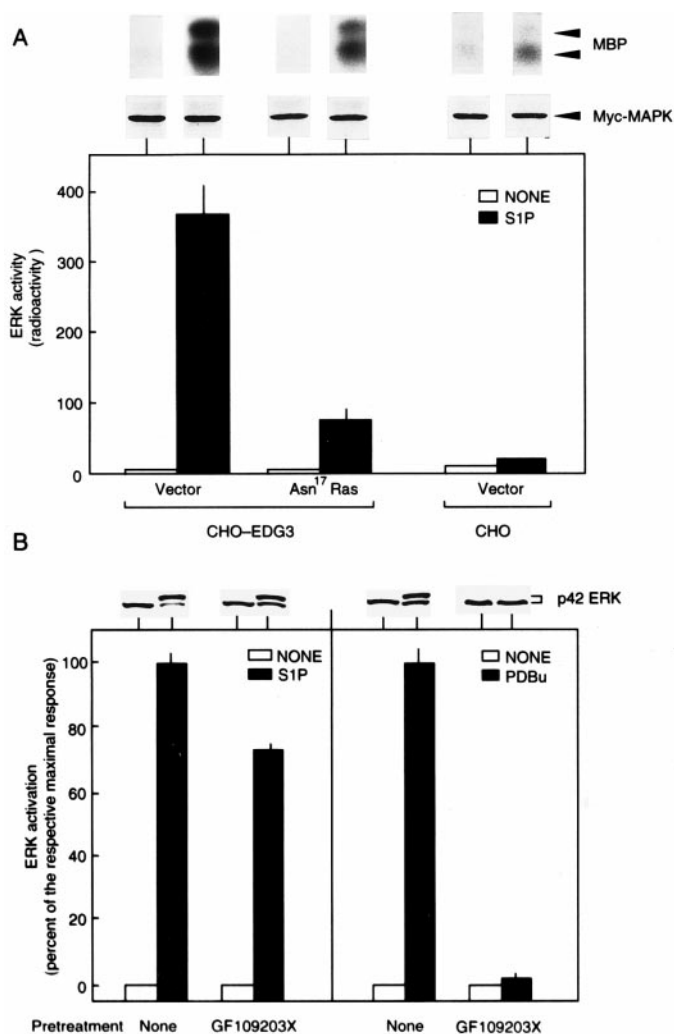 A
MBP
Myc-MAPK
400
300
200
100
0
ERK activity
(radioactivity)
NONE
S1P
Vector
Asn17 Ras
Vector
CHO–EDG3
CHO
B
p42 ERK
100
80
60
40
20
0
ERK activation
(percent of the respective maximal response)
NONE
S1P
NONE
PDBu
Pretreatment None GF109203X None GF109203X